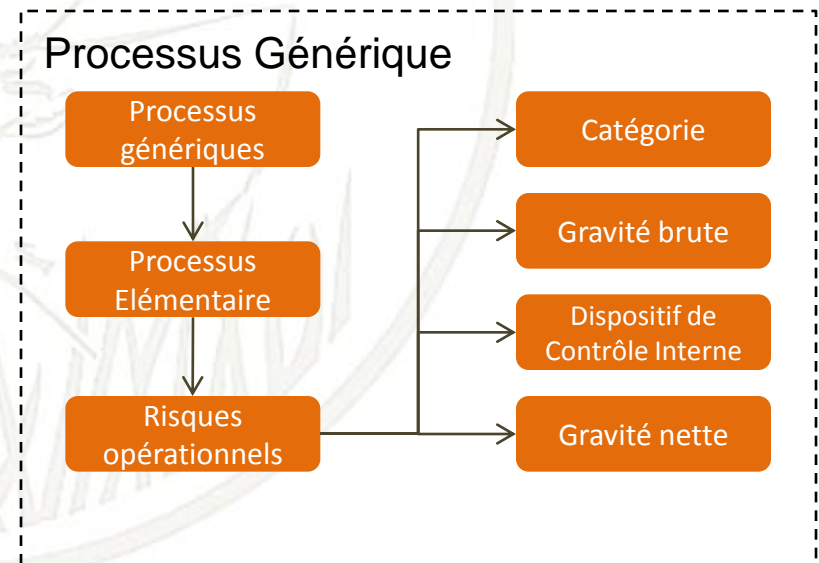 Processus Générique
Processus
génériques
Processus
Elémentaire
Risques
opérationnels
Catégorie
Gravité brute
Dispositif de
Contrôle Interne
Gravité nette